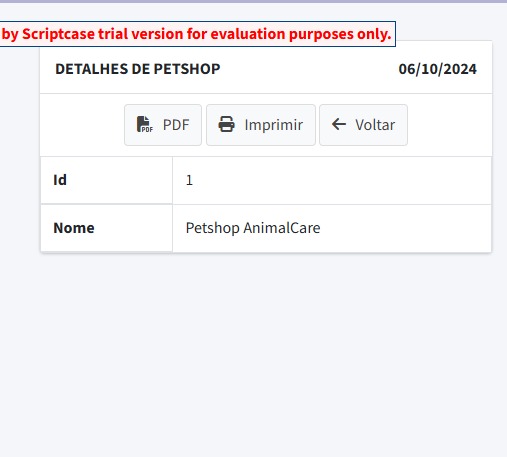 by Scriptcase trial version for evaluation purposes only.
DETALHES DE PETSHOP 06/10/2024
PDF Imprimir Voltar
Id 1
Nome Petshop AnimalCare